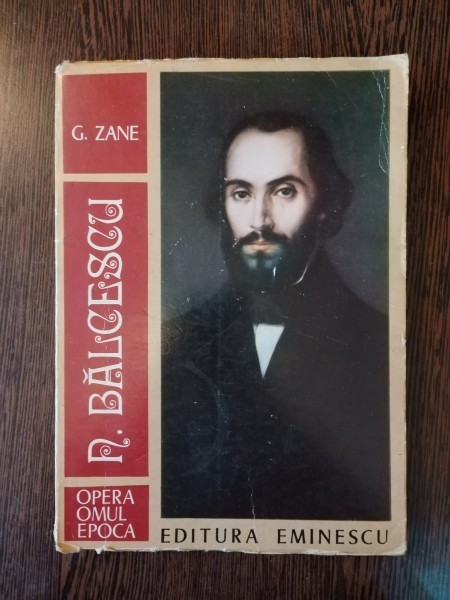 G. ZANE
N. BĂLCESCU
OPERA
OMUL
EPOCA
EDITURA EMINESCU